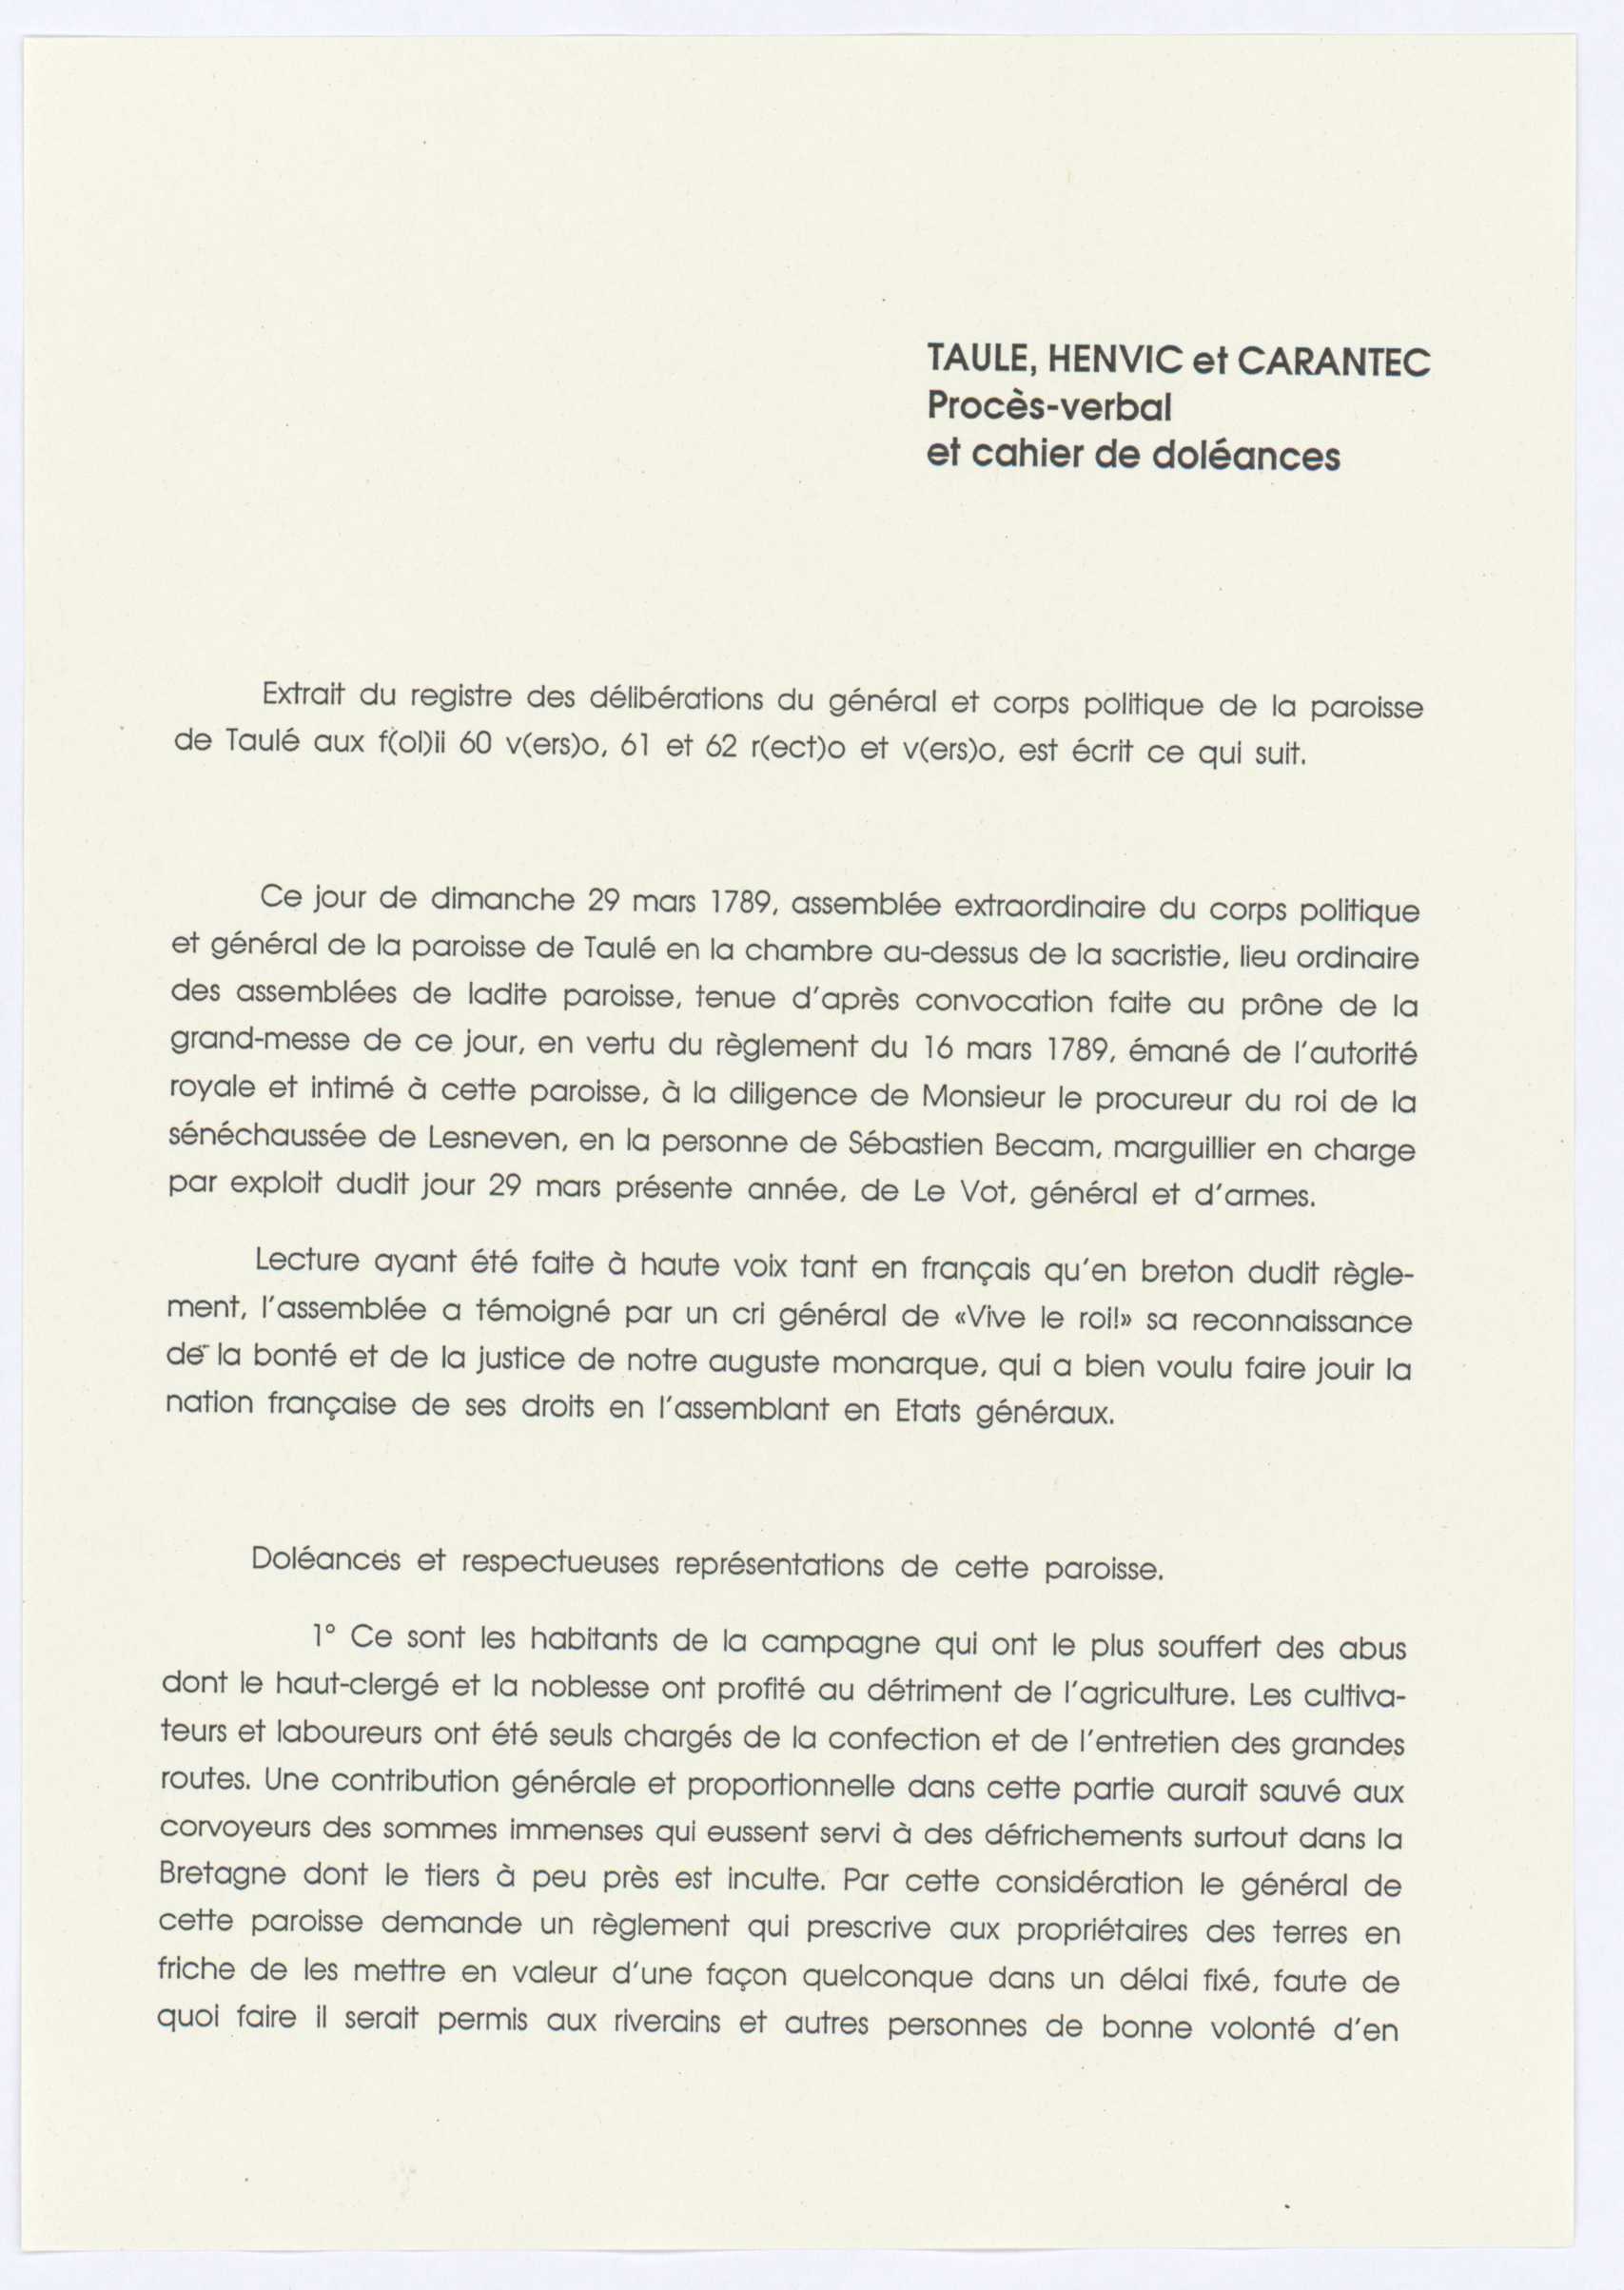 TAULE, HENVIC et CARANTEC
Procès-verbal
et cahier de doléances
Extrait du registre des délibérations du général et corps politique de la paroisse
de Taulé aux f(ol)ii 60 v(ers)o, 61 et 62 r(ect)o et v(ers)o, est écrit ce qui suit.
Ce jour de dimanche 29 mars 1789, assemblée extraordinaire du corps politique
et général de la paroisse de Taulé en la chambre au-dessus de la sacristie, lieu ordinaire
des assemblées de ladite paroisse, tenue d'après convocation faite au prône de la
grand-messe de ce jour, en vertu du règlement du 16 mars 1789, émané de l'autorité
royale et intimé à cette paroisse, à la diligence de Monsieur le procureur du roi de la
sénéchaussée de Lesneven, en la personne de Sébastien Becam, marguillier en charge
par exploit dudit jour 29 mars présente année, de Le Vot, général et d'armes.
Lecture ayant été faite à haute voix tant en français qu'en breton dudit règle-
ment, l'assemblée a témoigné par un cri général de «Vive le roi!» sa reconnaissance
de la bonté et de la justice de notre auguste monarque, qui a bien voulu faire jouir la
nation française de ses droits en l'assemblant en Etats généraux.
Doléances et respectueuses représentations de cette paroisse.
1° Ce sont les habitants de la campagne qui ont le plus souffert des abus
dont le haut-clergé et la noblesse ont profité au détriment de l'agriculture. Les cultiva-
teurs et laboureurs ont été seuls chargés de la confection et de l'entretien des grandes
routes. Une contribution générale et proportionnelle dans cette partie aurait sauvé aux
corvoyeurs des sommes immenses qui eussent servi à des défrichements surtout dans la
Bretagne dont le tiers à peu près est inculte. Par cette considération le général de
cette paroisse demande un règlement qui prescrive aux propriétaires des terres en
friche de les mettre en valeur d'une façon quelconque dans un délai fixé, faute de
quoi faire il serait permis aux riverains et autres personnes de bonne volonté d'en